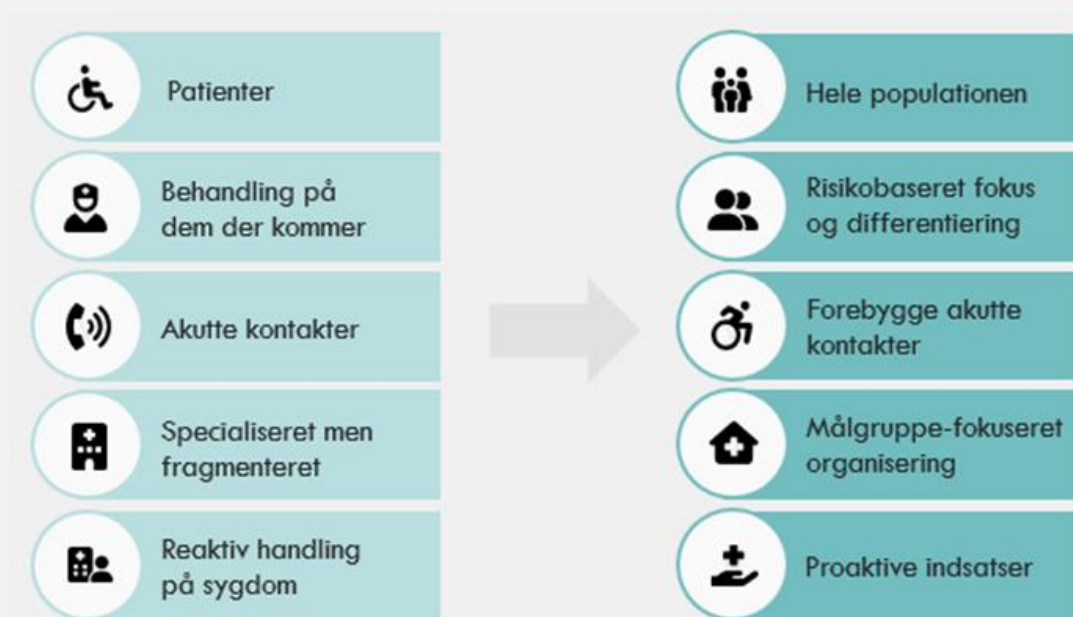 Patienter
Behandling på
dem der kommer
Akutte kontakter
Specialiseret men
fragmenteret
Reaktiv handling
på sygdom
Hele populationen
Risikobaseret fokus
og differentiering
Forebygge akutte
kontakter
Målgruppe-fokuseret
organisering
Proaktive indsatser